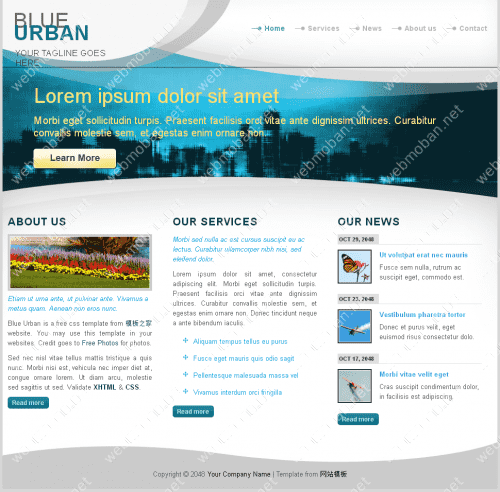 BLUE
URBAN
YOUR TAGLINE GOES
HERE
Home
Services
News
About us
Contact
Lorem ipsum dolor sit amet
Morbi eget sollicitudin turpis. Praesent facilisis orci vitae ante dignissim ultrices. Curabitur
convallis molestie sem, et egestas enim ornare non.
Learn More
ABOUT US
Etiam ut urna ante, ut pulvinar ante. Vivamus a
metus quam. Aenean non eros nunc.
Blue Urban is a free css template from 模板之家
website. You may use this template in your
websites. Credit goes to Free Photos for photos.
Sed nec nisl vitae tellus mattis tristique a quis
nunc. Morbi nisi est, vehicula nec imper diet at,
congue ornare lorem. Ut diam arcu, molestie
sed sagittis ut sed. Validate XHTML & CSS.
Read more
OUR SERVICES
Morbi sed nulla ac est cursus suscipit eu ac
lectus. Curabitur ullamcorper nibh nisi, sed
eleifend dolor.
Lorem ipsum dolor sit amet, consectetur
adipiscing elit. Morbi eget sollicitudin turpis.
Praesent facilisis orci vitae ante dignissim
ultrices. Curabitur convallis molestie sem, et
egestas enim ornare non. Donec tincidunt neque
a ante bibendum iaculis.
Aliquam tempus tellus eu purus
Fusce eget mauris quis odio sagit
Pellentesque malesuada massa vel
Vivamus interdum orci fringilla
Read more
OUR NEWS
OCT 29, 2048
Ut volutpat erat nec mauris
Fusce sem nulla, rutrum ac
suscipit eget, commodo est.
OCT 23, 2048
Vestibulum pharetra tortor
Donec et purus velit, eget
euismod risus consectetur dolo.
OCT 17, 2048
Morbi vitae velit eget
Cras suscipit condimentum dolor,
in facilisis est adipiscing.
Read more
Copyright © 2048 Your Company Name | Template from 网站模板
webmoban.net